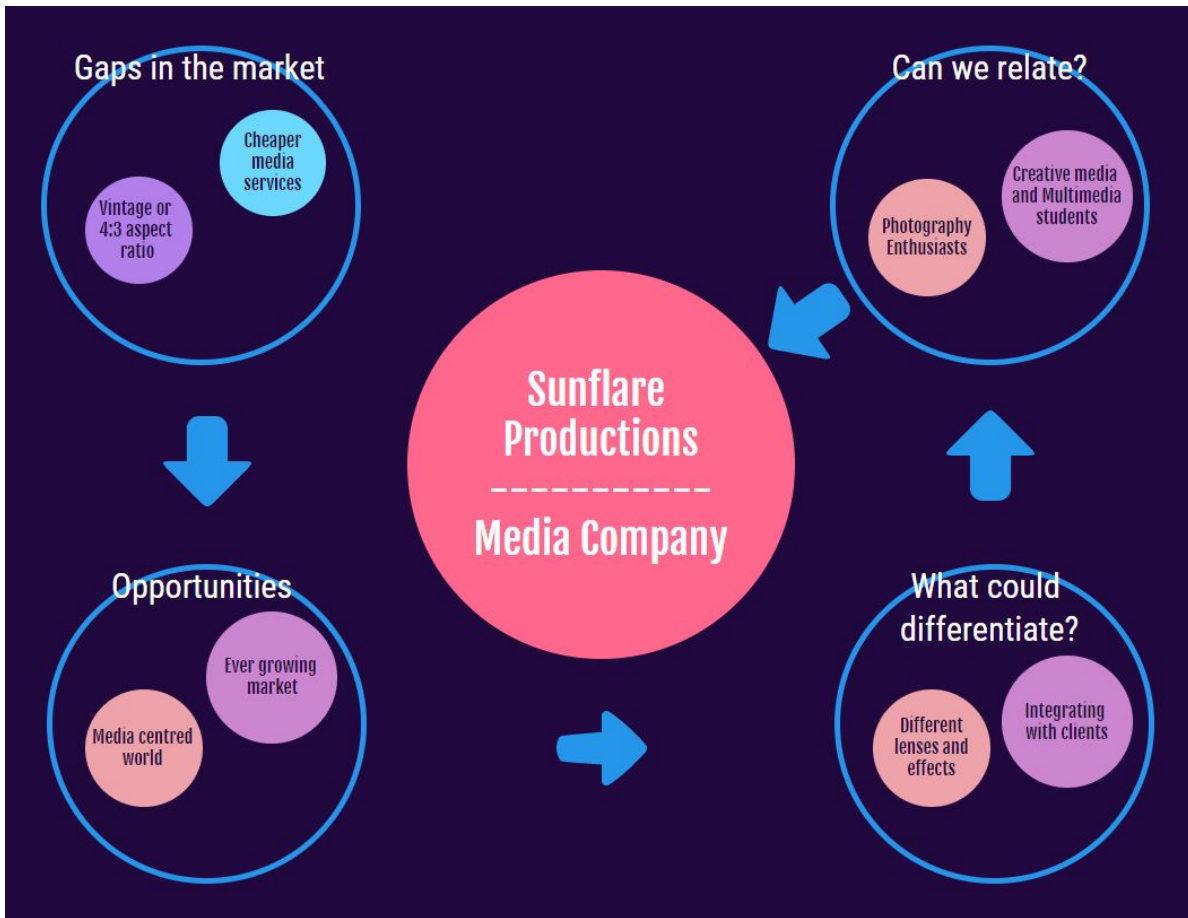 Gaps in the market
Cheaper
media
services
Vintage or
4:3 aspect
ratio
Opportunities
Ever growing
market
Media centred
world
Sunflare
Productions
-----------
Media Company
What could
differentiate?
Different
lenses and
effects
Integrating
with clients
Can we relate?
Creative media
and Multimedia
students
Photography
Enthusiasts